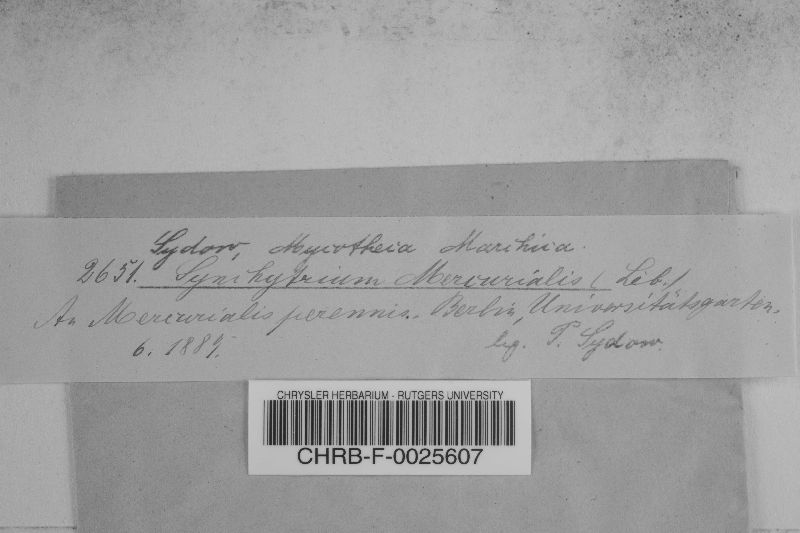 Sydow, Mycotheca Marchica.
2651. Synchytrium Mercurialis (Lib.)
An Mercurialis perennis. Berlin, Universitätsgarten.
6. 1889. leg. P. Sydow.
CHRYSLER HERBARIUM - RUTGERS UNIVERSITY
CHRB-F-0025607